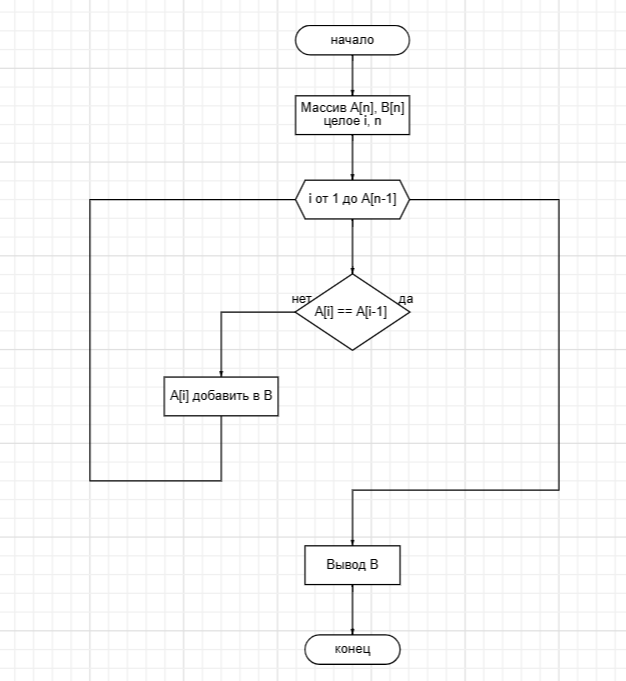 начало
Массив A[n], B[n]
целое i, n
i от 1 до A[n-1]
нет
да
A[i] == A[i-1]
A[i] добавить в B
Вывод B
конец